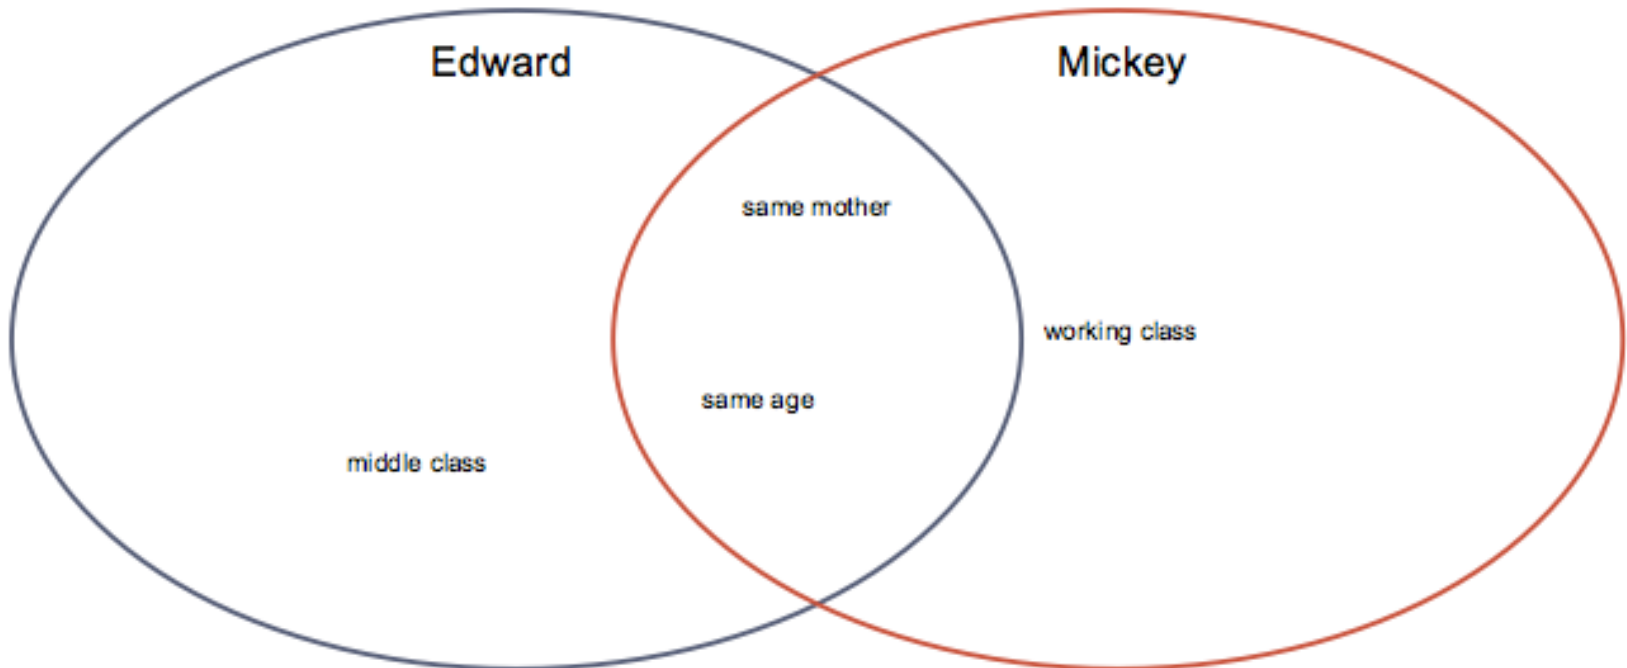 Edward
Mickey
same mother
working class
same age
middle class